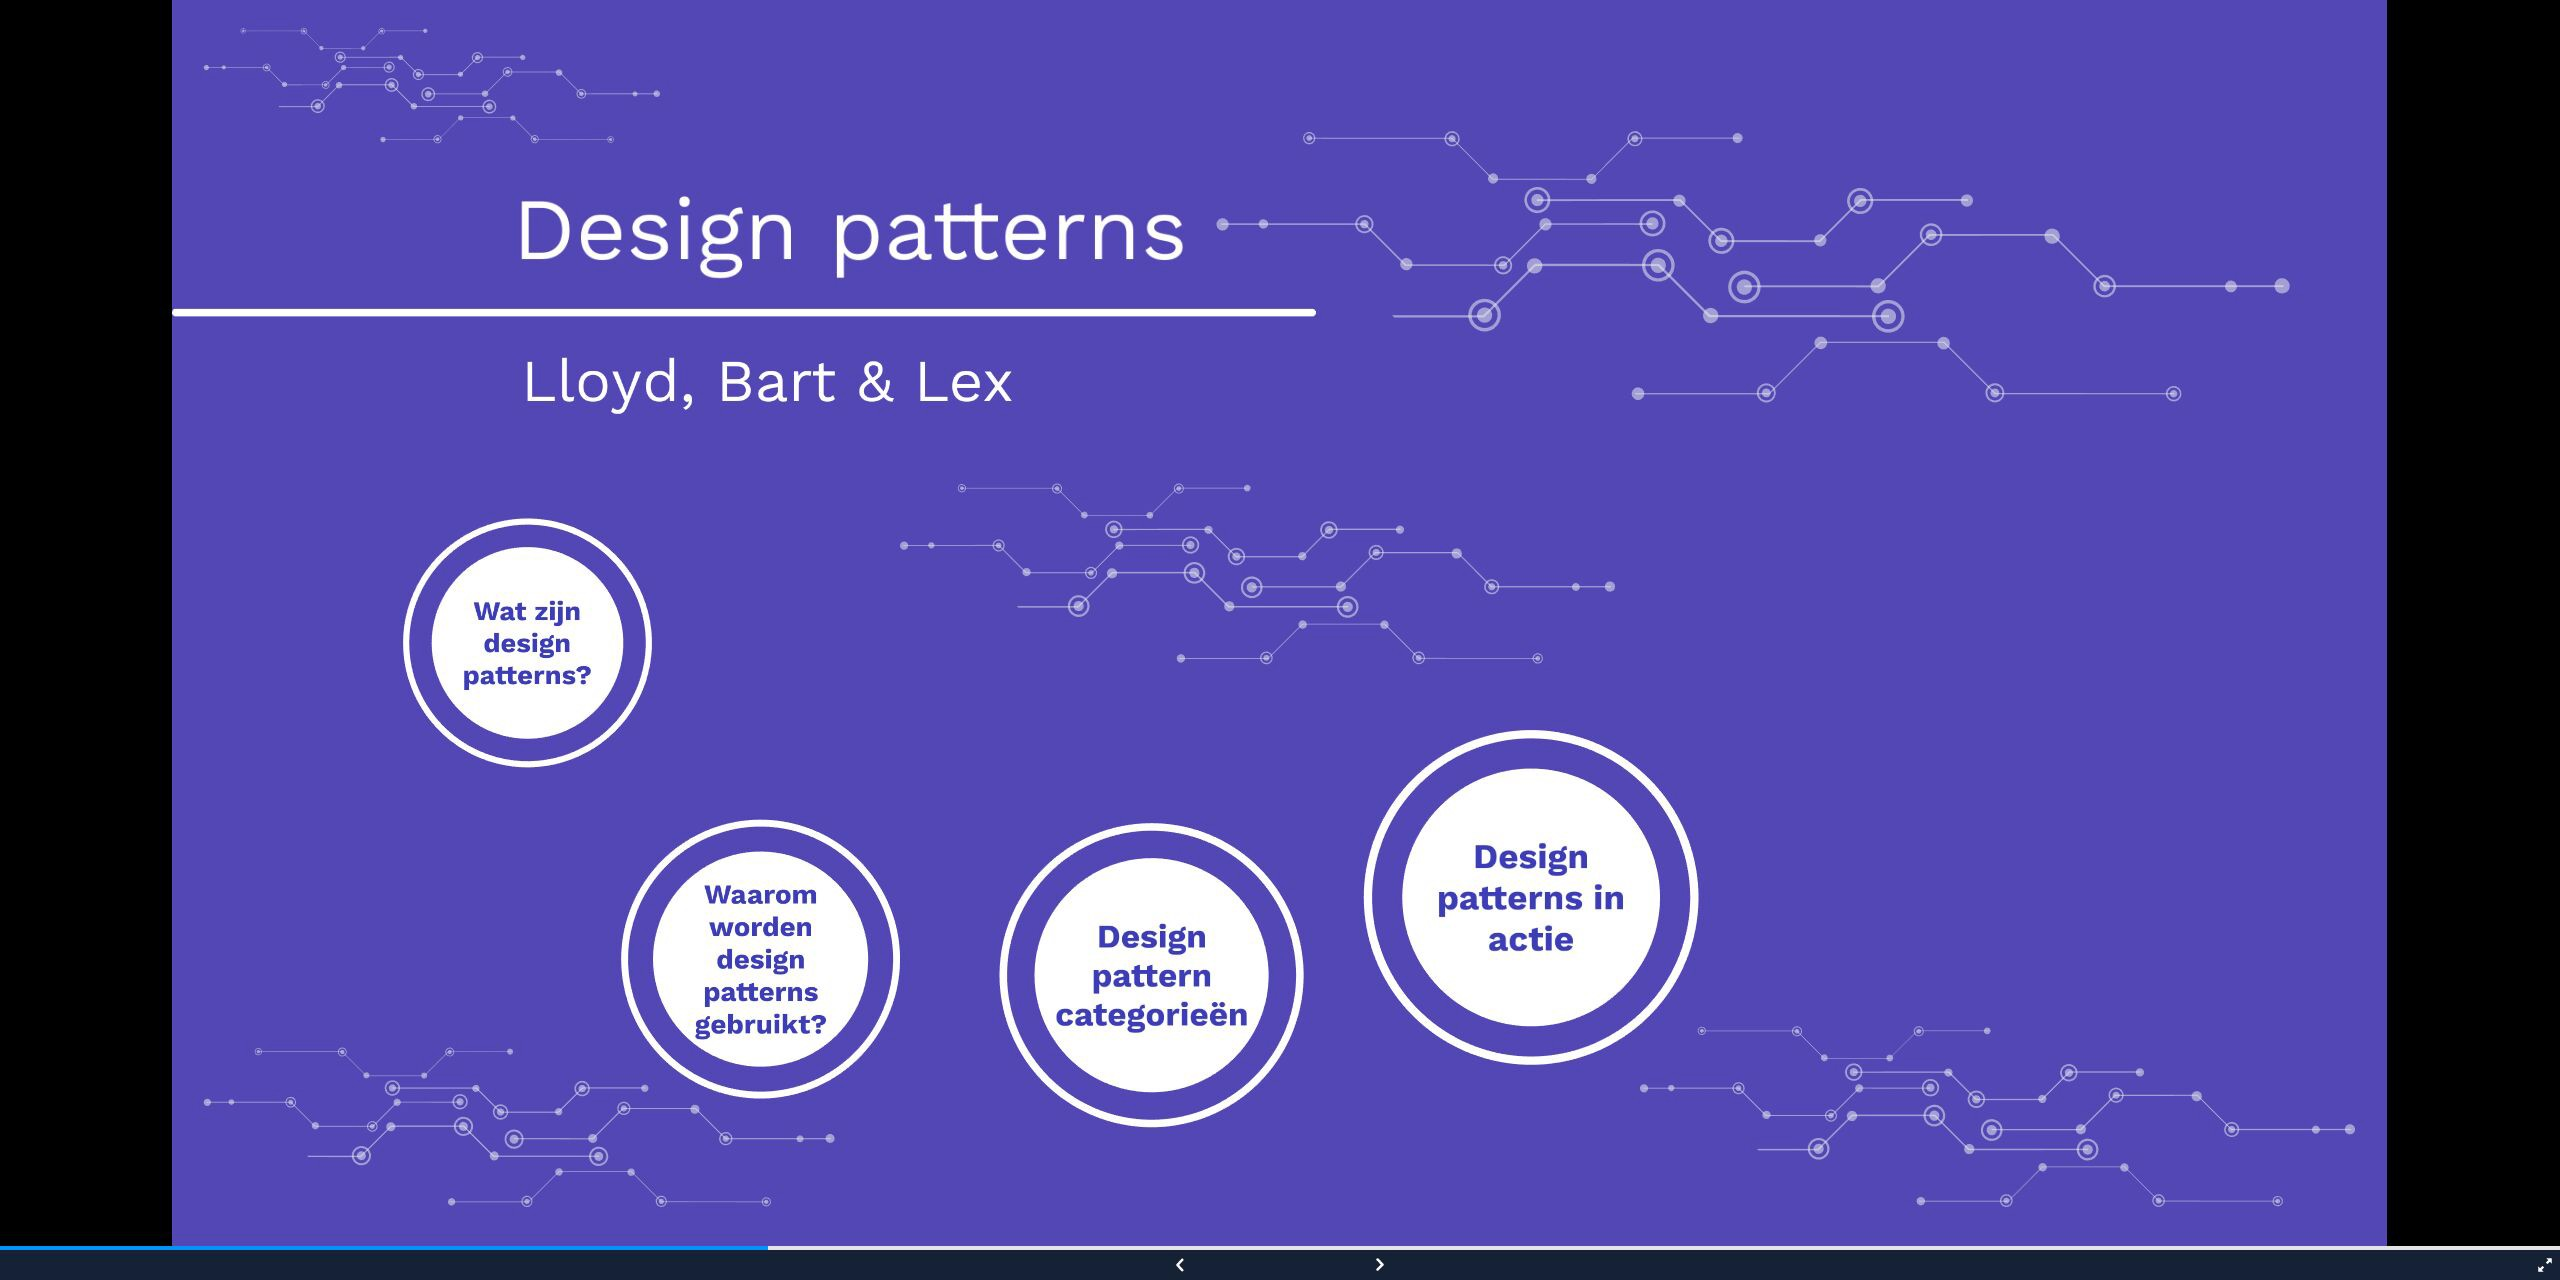 Design patterns
Lloyd, Bart & Lex
Wat zijn
design
patterns?
Waarom
worden
design
patterns
gebruikt?
Design
pattern
categorieën
Design
patterns in
actie